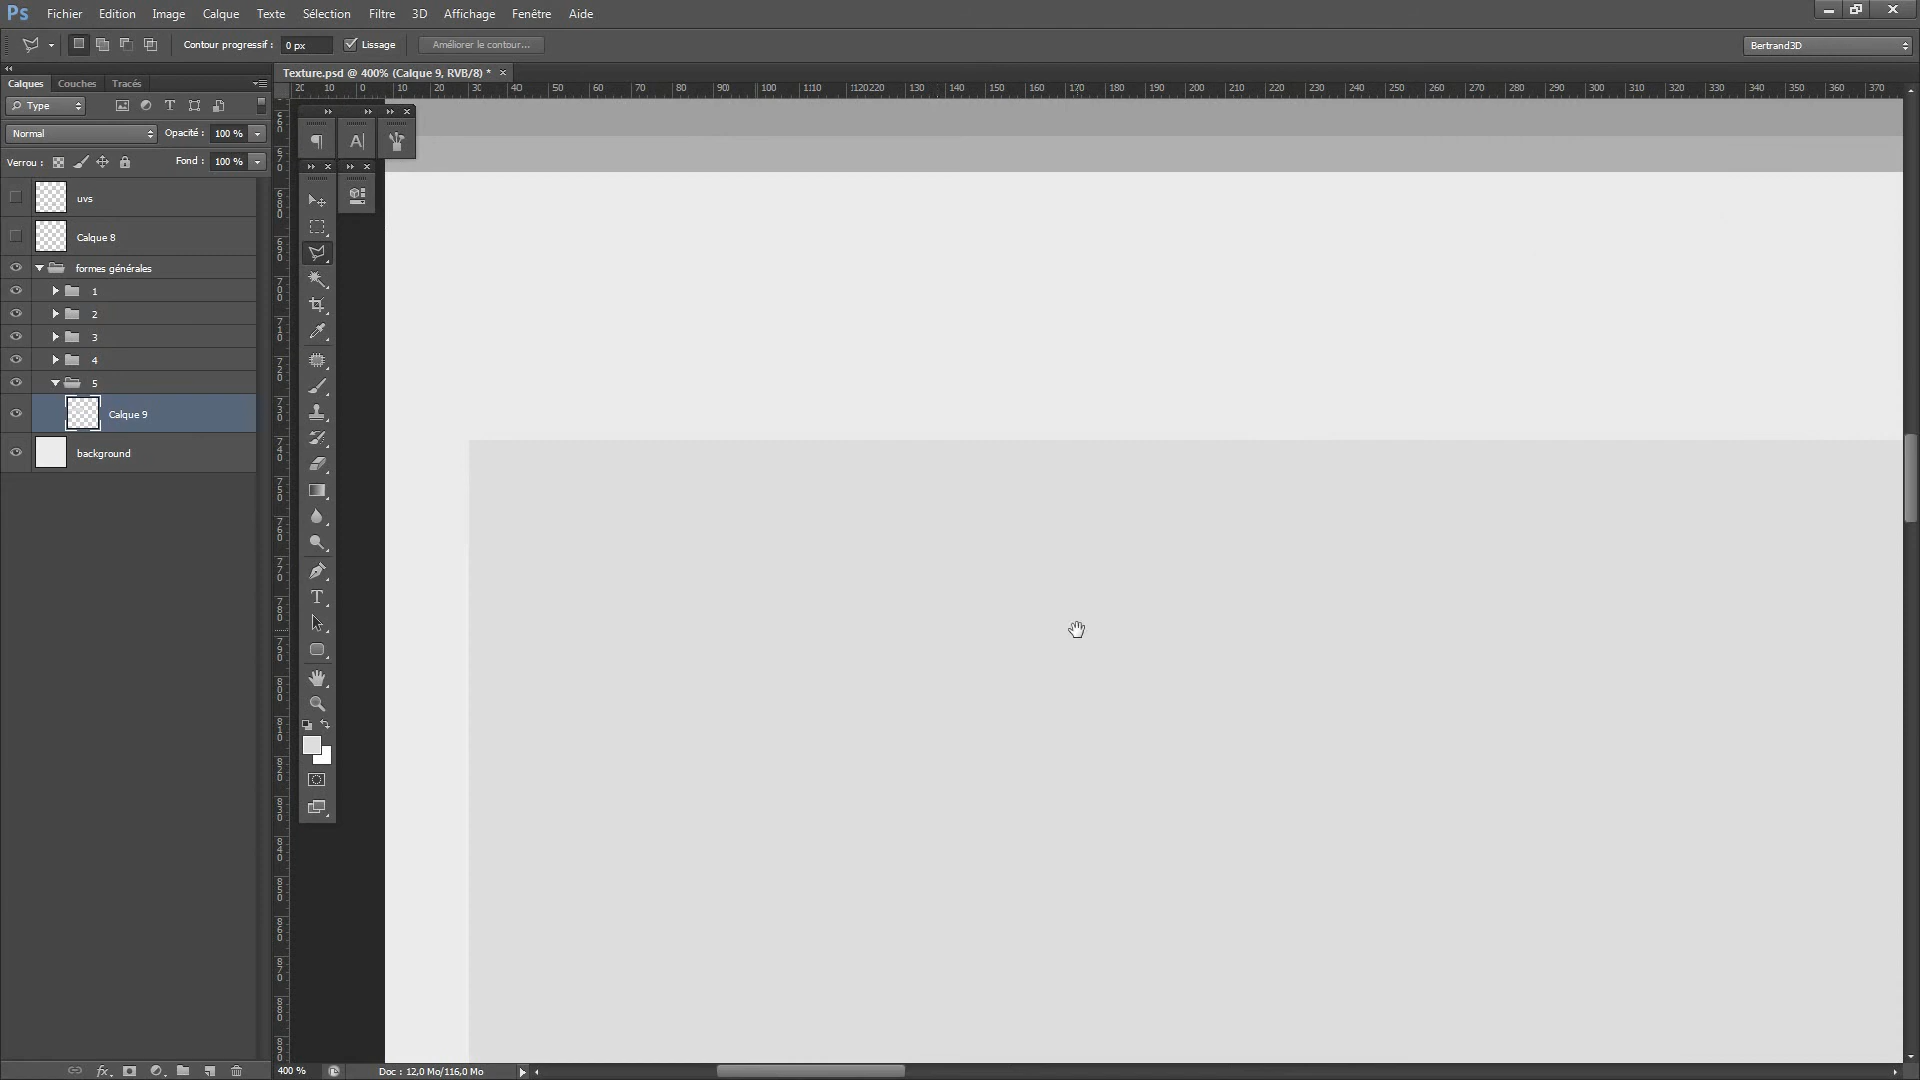 Ps Fichier Edition Image Calque Texte Sélection Filtre 3D Affichage Fenêtre Aide
Contour progressif : 0 px Lissage Améliorer le contour... Bertrand3D
Calques Couches Tracés
Texture.psd @ 400% (Calque 9, RVB/8) * ×
Type
Normal Opacité : 100 %
Verrou : Fond : 100 %
uvs
Calque 8
formes générales
1
2
3
4
5
Calque 9
background
400 % Doc : 12,0 Mo/116,0 Mo